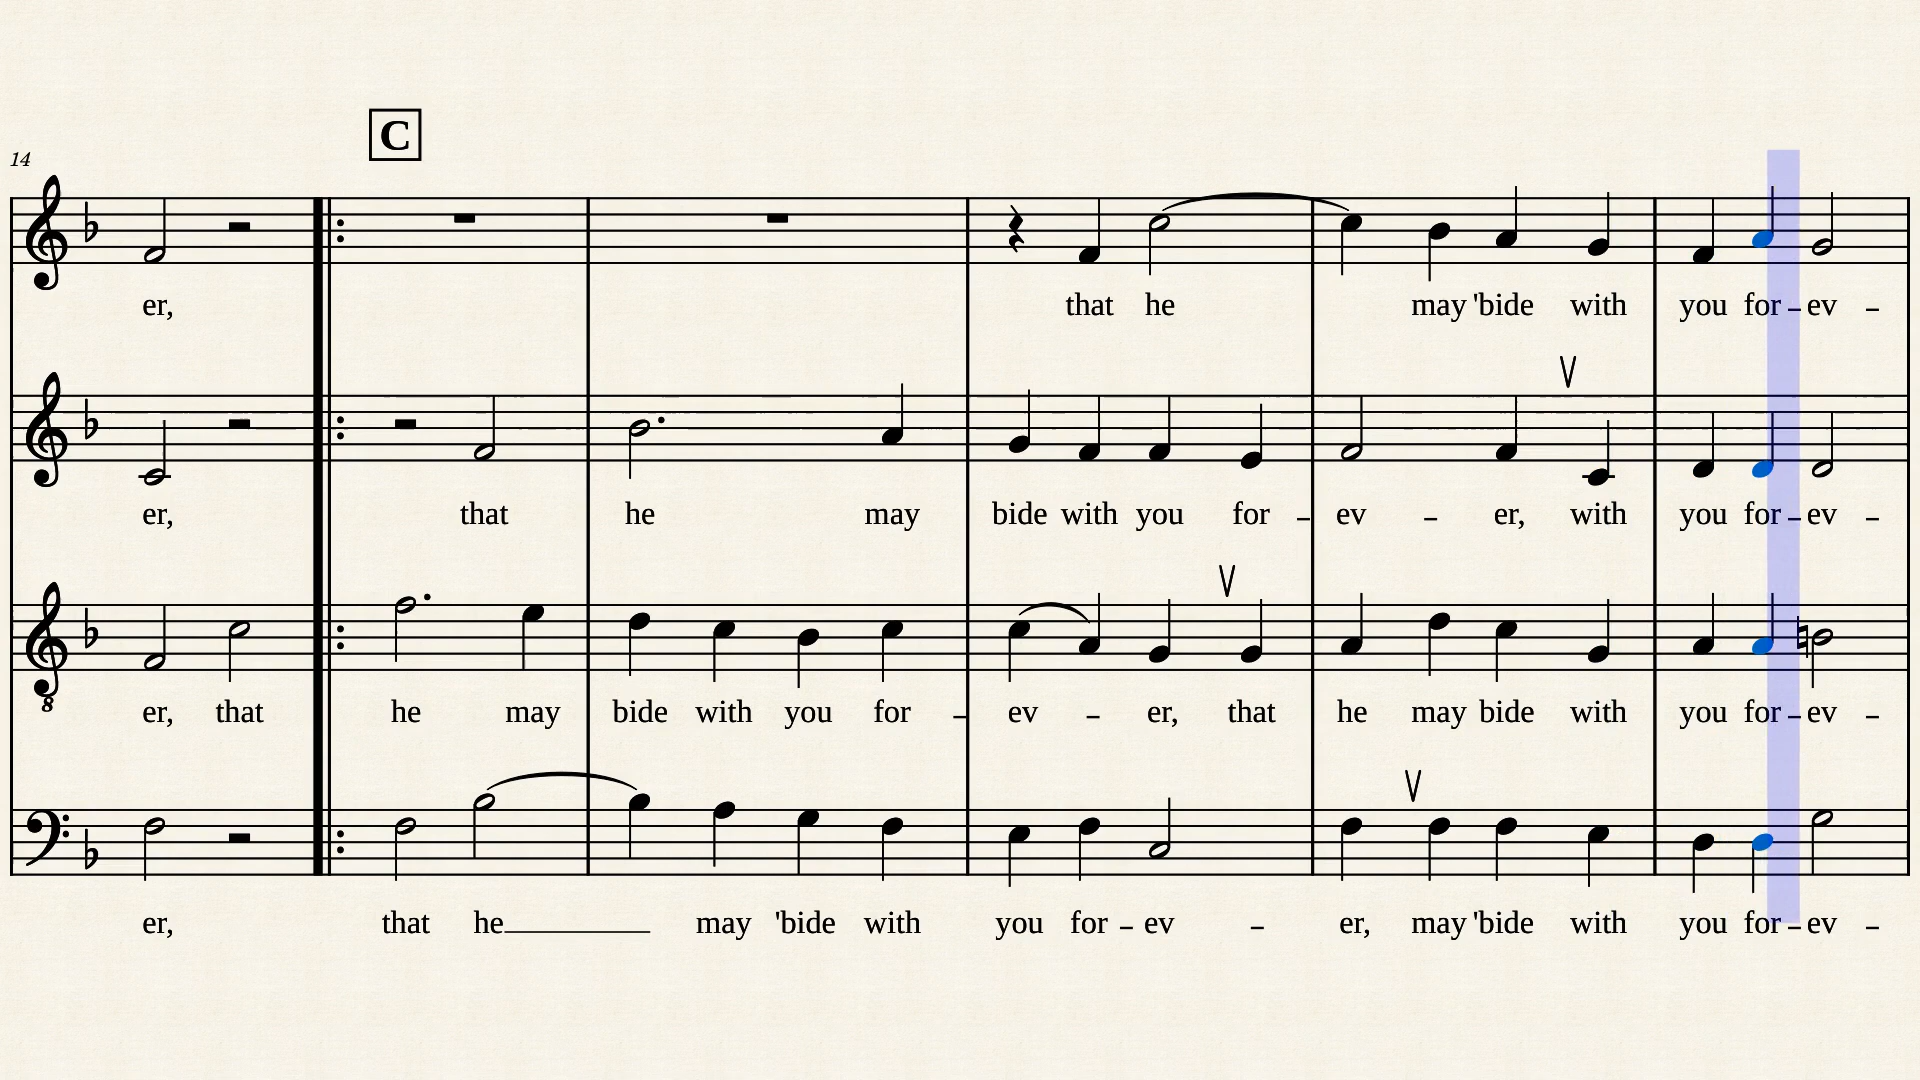 C
14
er, that he may 'bide with you for – ev –
er, that he may bide with you for – ev – er, with you for – ev –
8
er, that he may bide with you for – ev – er, that he may bide with you for – ev –
er, that he may 'bide with you for – ev – er, may 'bide with you for – ev –